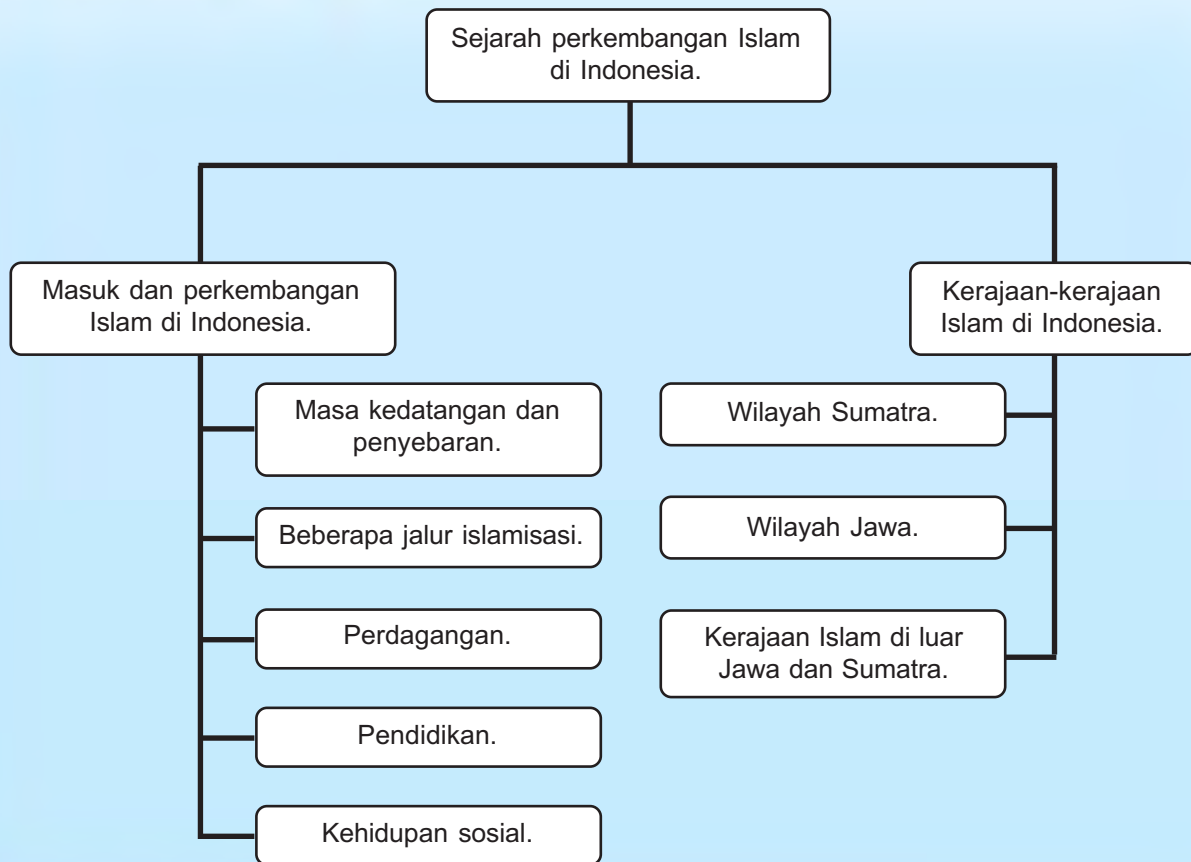 Sejarah perkembangan Islam
di Indonesia.
Masuk dan perkembangan
Islam di Indonesia.
Masa kedatangan dan
penyebaran.
Beberapa jalur islamisasi.
Perdagangan.
Pendidikan.
Kehidupan sosial.
Kerajaan-kerajaan
Islam di Indonesia.
Wilayah Sumatra.
Wilayah Jawa.
Kerajaan Islam di luar
Jawa dan Sumatra.